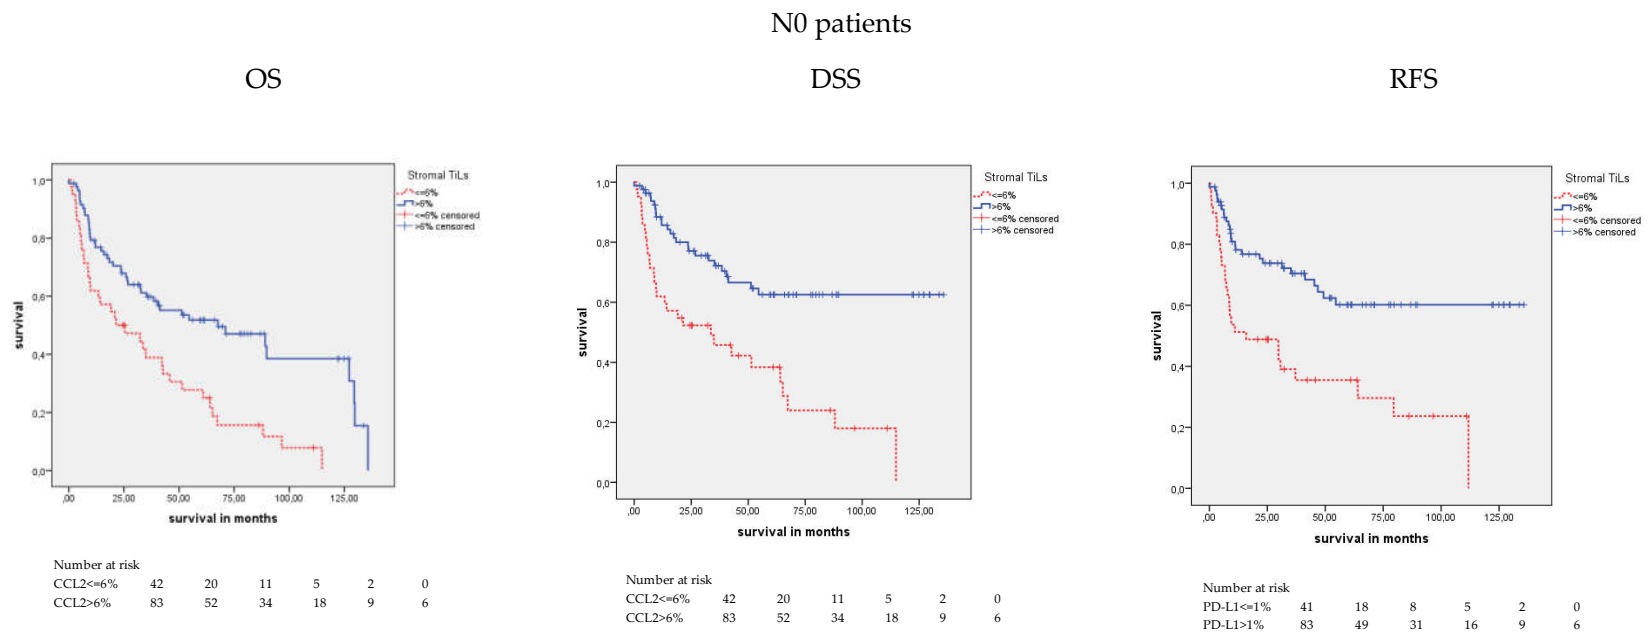 N0 patients
OS
DSS
RFS
Stromal TiLs
<=6%
>6%
<=6% censored
>6% censored
survival
1,0
0,8
0,6
0,4
0,2
0,0
,00 25,00 50,00 75,00 100,00 125,00
survival in months
Number at risk
CCL2<=6% 42 20 11 5 2 0
CCL2>6% 83 52 34 18 9 6
Stromal TiLs
<=6%
>6%
<=6% censored
>6% censored
survival
1,0
0,8
0,6
0,4
0,2
0,0
,00 25,00 50,00 75,00 100,00 125,00
survival in months
Number at risk
CCL2<=6% 42 20 11 5 2 0
CCL2>6% 83 52 34 18 9 6
Stromal TiLs
<=6%
>6%
<=6% censored
>6% censored
survival
1,0
0,8
0,6
0,4
0,2
0,0
,00 25,00 50,00 75,00 100,00 125,00
survival in months
Number at risk
PD-L1<=1% 41 18 8 5 2 0
PD-L1>1% 83 49 31 16 9 6